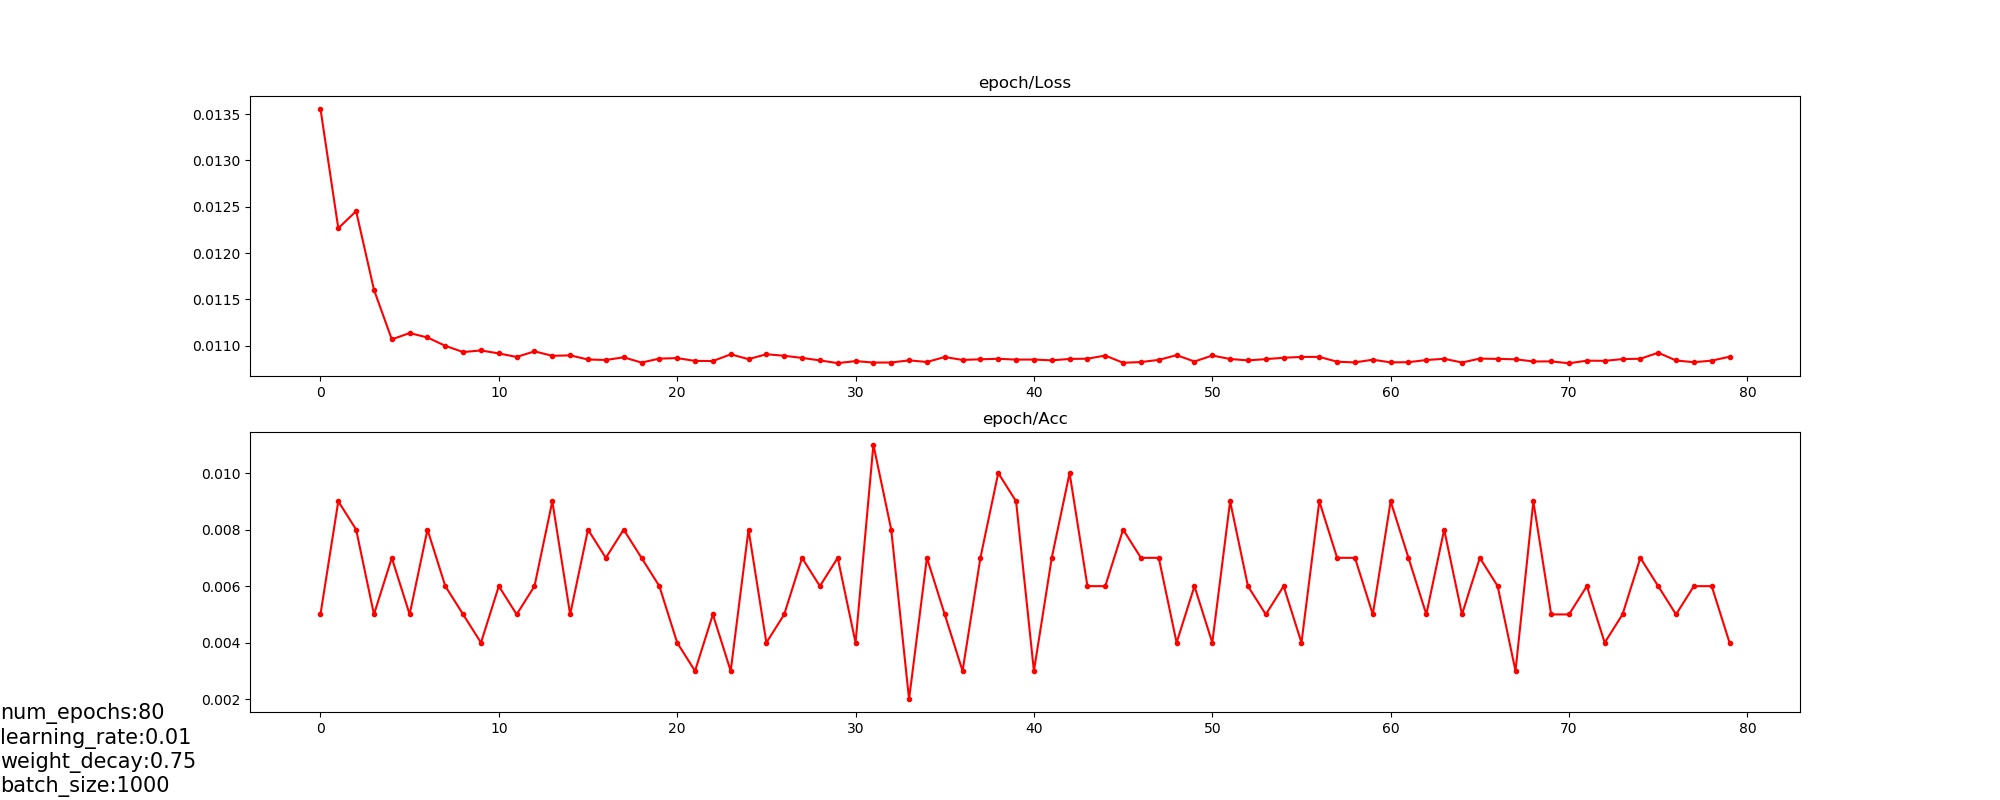 epoch/Loss
0.0135
0.0130
0.0125
0.0120
0.0115
0.0110
0 10 20 30 40 50 60 70 80
epoch/Acc
0.010
0.008
0.006
0.004
0.002
0 10 20 30 40 50 60 70 80
num_epochs:80
learning_rate:0.01
weight_decay:0.75
batch_size:1000